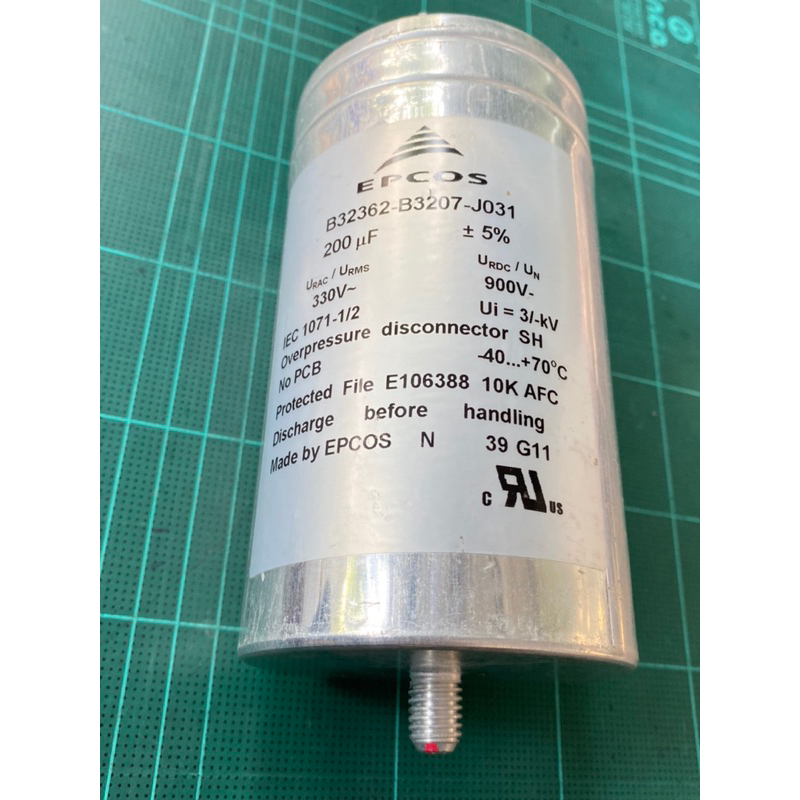 EPCOS
B32362-B3207-J031
200 µF ± 5%
URAC / URMS URDC / UN
330V~ 900V-
IEC 1071-1/2 Ui = 3/-kV
Overpressure disconnector SH
No PCB -40...+70°C
Protected File E106388 10K AFC
Discharge before handling
Made by EPCOS N 39 G11
c RU US